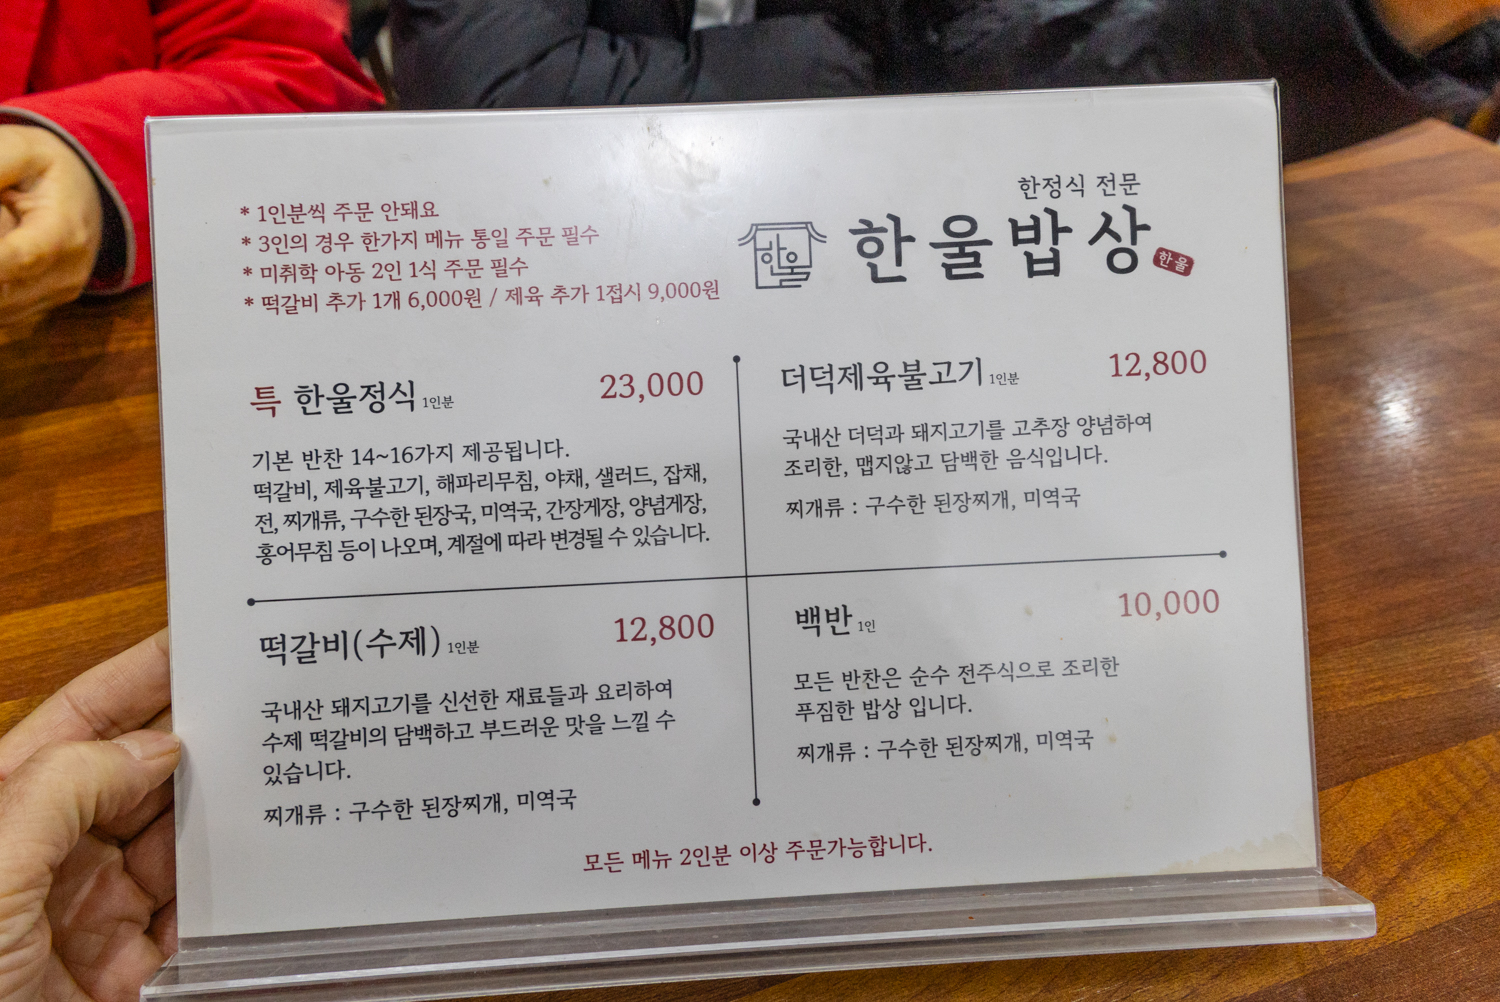 * 1인분씩 주문 안돼요
* 3인의 경우 한가지 메뉴 통일 주문 필수
* 미취학 아동 2인 1식 주문 필수
* 떡갈비 추가 1개 6,000원 / 제육 추가 1접시 9,000원
한정식 전문
한울
한울밥상
한울
특 한울정식 1인분 23,000
기본 반찬 14~16가지 제공됩니다.
떡갈비, 제육불고기, 해파리무침, 야채, 샐러드, 잡채,
전, 찌개류, 구수한 된장국, 미역국, 간장게장, 양념게장,
홍어무침 등이 나오며, 계절에 따라 변경될 수 있습니다.
더덕제육불고기 1인분 12,800
국내산 더덕과 돼지고기를 고추장 양념하여
조리한, 맵지않고 담백한 음식입니다.
찌개류 : 구수한 된장찌개, 미역국
떡갈비(수제) 1인분 12,800
국내산 돼지고기를 신선한 재료들과 요리하여
수제 떡갈비의 담백하고 부드러운 맛을 느낄 수
있습니다.
찌개류 : 구수한 된장찌개, 미역국
백반 1인 10,000
모든 반찬은 순수 전주식으로 조리한
푸짐한 밥상 입니다.
찌개류 : 구수한 된장찌개, 미역국
모든 메뉴 2인분 이상 주문가능합니다.